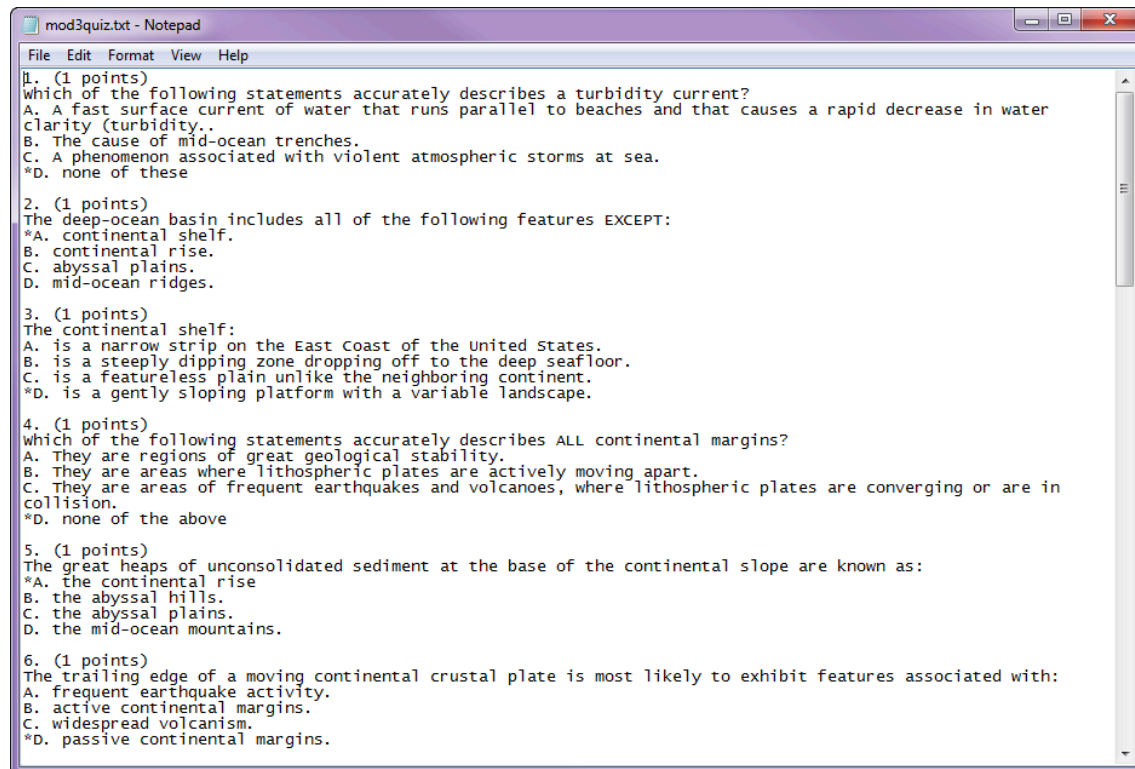 mod3quiz.txt - Notepad
File Edit Format View Help
1. (1 points)
Which of the following statements accurately describes a turbidity current?
A. A fast surface current of water that runs parallel to beaches and that causes a rapid decrease in water
clarity (turbidity..
B. The cause of mid-ocean trenches.
C. A phenomenon associated with violent atmospheric storms at sea.
*D. none of these
2. (1 points)
The deep-ocean basin includes all of the following features EXCEPT:
*A. continental shelf.
B. continental rise.
C. abyssal plains.
D. mid-ocean ridges.
3. (1 points)
The continental shelf:
A. is a narrow strip on the East Coast of the United States.
B. is a steeply dipping zone dropping off to the deep seafloor.
C. is a featureless plain unlike the neighboring continent.
*D. is a gently sloping platform with a variable landscape.
4. (1 points)
Which of the following statements accurately describes ALL continental margins?
A. They are regions of great geological stability.
B. They are areas where lithospheric plates are actively moving apart.
C. They are areas of frequent earthquakes and volcanoes, where lithospheric plates are converging or are in
collision.
*D. none of the above
5. (1 points)
The great heaps of unconsolidated sediment at the base of the continental slope are known as:
*A. the continental rise
B. the abyssal hills.
C. the abyssal plains.
D. the mid-ocean mountains.
6. (1 points)
The trailing edge of a moving continental crustal plate is most likely to exhibit features associated with:
A. frequent earthquake activity.
B. active continental margins.
C. widespread volcanism.
*D. passive continental margins.